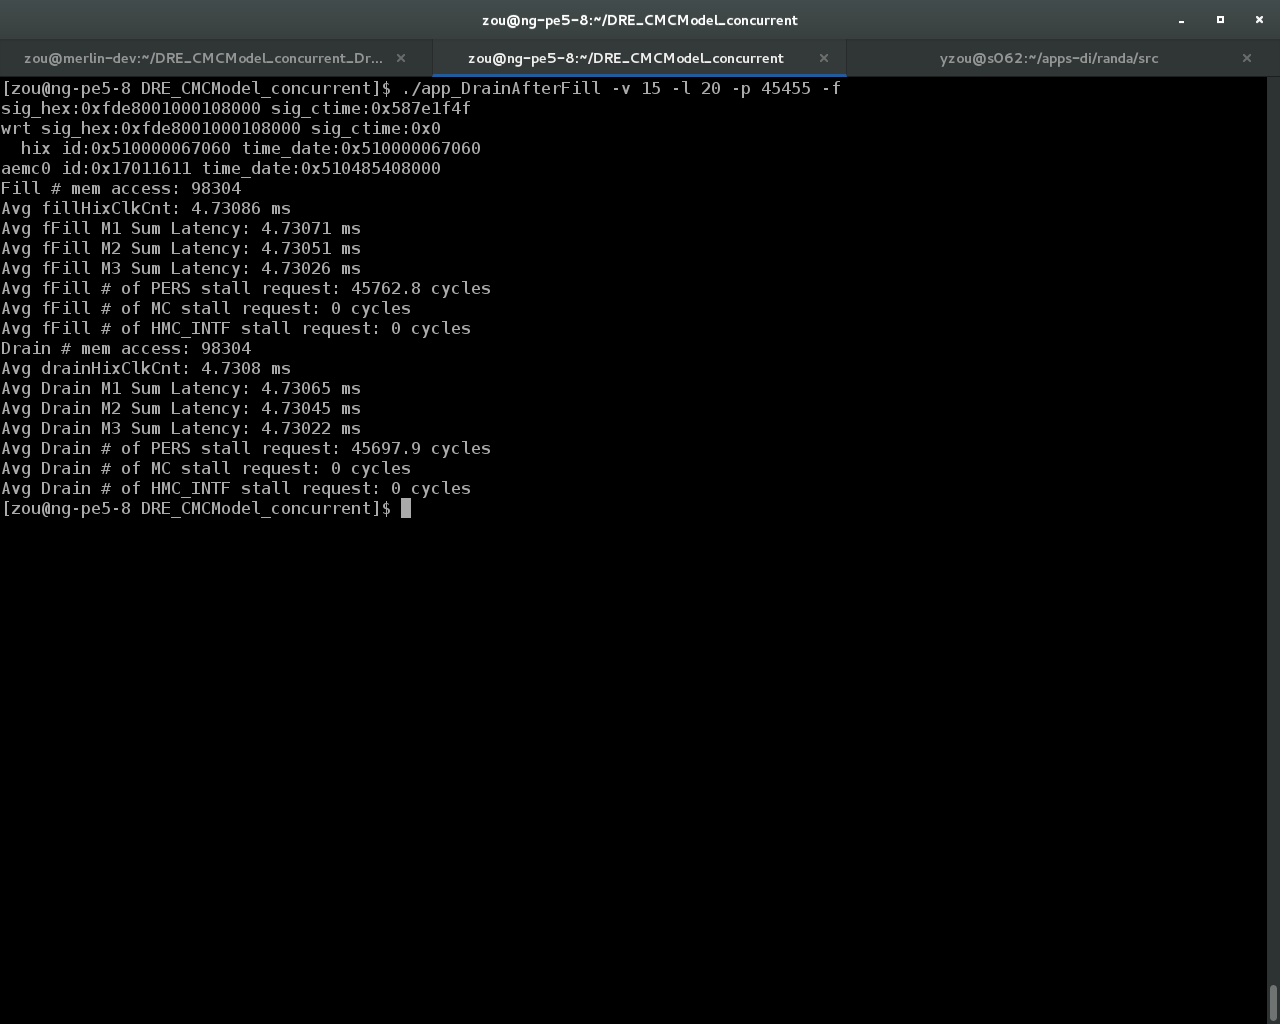 zou@ng-pe5-8:~/DRE_CMCModel_concurrent
zou@merlin-dev:~/DRE_CMCModel_concurrent_Dr... × zou@ng-pe5-8:~/DRE_CMCModel_concurrent × yzou@s062:~/apps-di/randa/src ×
[zou@ng-pe5-8 DRE_CMCModel_concurrent]$ ./app_DrainAfterFill -v 15 -l 20 -p 45455 -f
sig_hex:0xfde8001000108000 sig_ctime:0x587e1f4f
wrt sig_hex:0xfde8001000108000 sig_ctime:0x0
  hix id:0x510000067060 time_date:0x510000067060
aemc0 id:0x17011611 time_date:0x510485408000
Fill # mem access: 98304
Avg fillHixClkCnt: 4.73086 ms
Avg fFill M1 Sum Latency: 4.73071 ms
Avg fFill M2 Sum Latency: 4.73051 ms
Avg fFill M3 Sum Latency: 4.73026 ms
Avg fFill # of PERS stall request: 45762.8 cycles
Avg fFill # of MC stall request: 0 cycles
Avg fFill # of HMC_INTF stall request: 0 cycles
Drain # mem access: 98304
Avg drainHixClkCnt: 4.7308 ms
Avg Drain M1 Sum Latency: 4.73065 ms
Avg Drain M2 Sum Latency: 4.73045 ms
Avg Drain M3 Sum Latency: 4.73022 ms
Avg Drain # of PERS stall request: 45697.9 cycles
Avg Drain # of MC stall request: 0 cycles
Avg Drain # of HMC_INTF stall request: 0 cycles
[zou@ng-pe5-8 DRE_CMCModel_concurrent]$